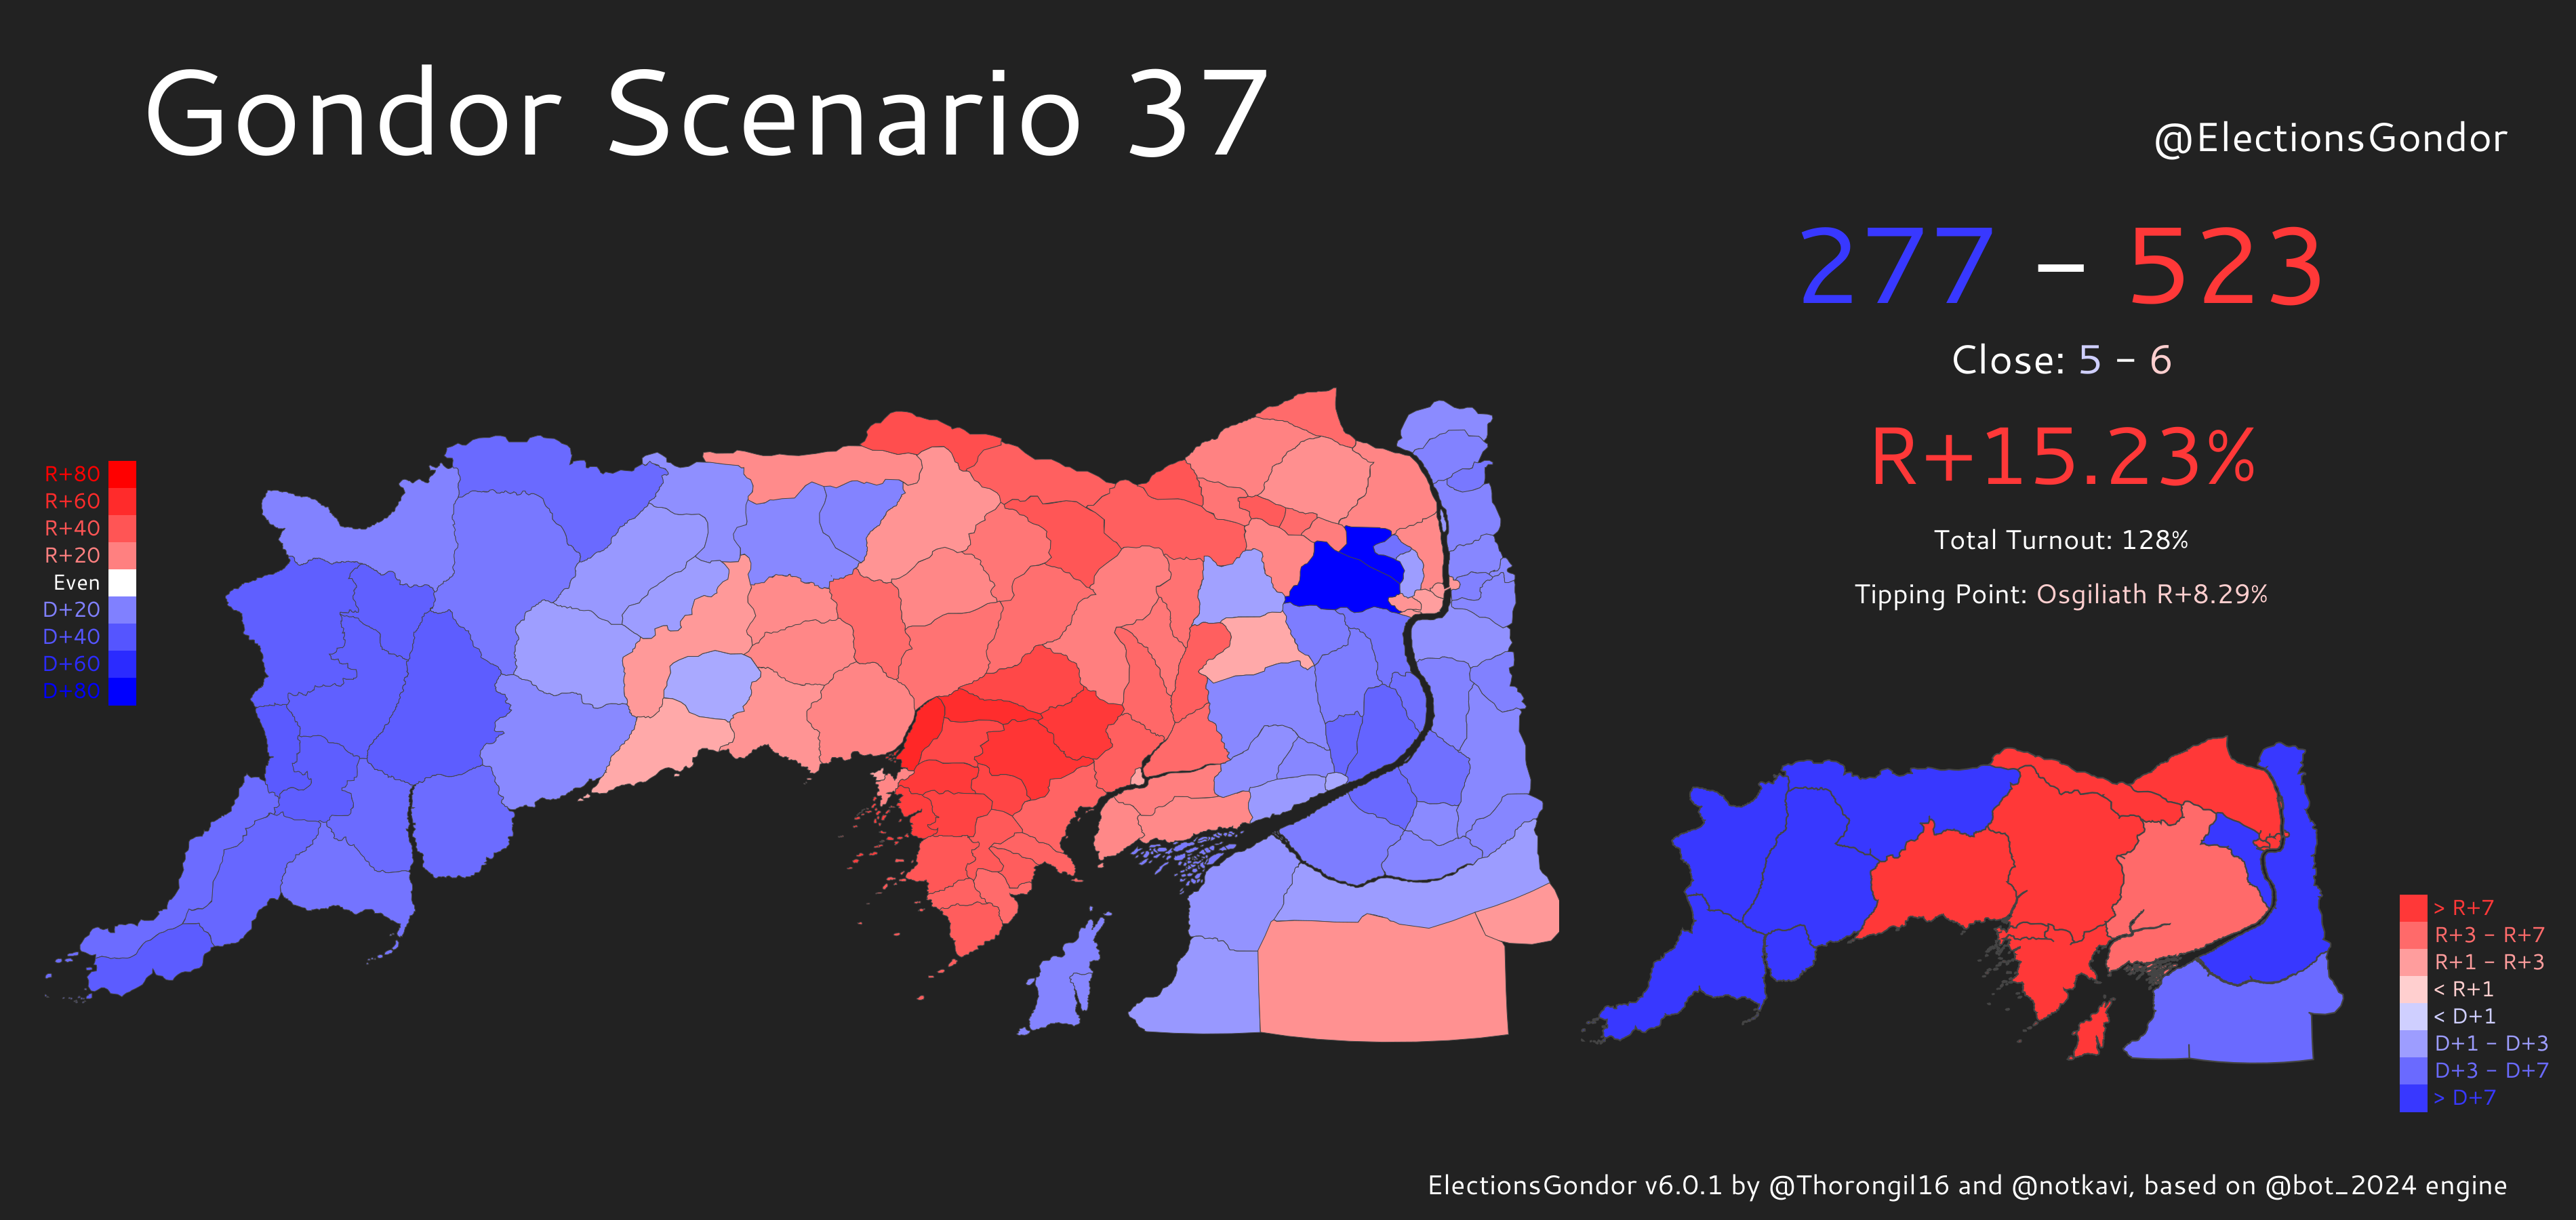 Gondor Scenario 37
@ElectionsGondor
277 - 523
Close: 5 - 6
R+15.23%
Total Turnout: 128%
Tipping Point: Osgiliath R+8.29%
R+80
R+60
R+40
R+20
Even
D+20
D+40
D+60
D+80
> R+7
R+3 - R+7
R+1 - R+3
< R+1
< D+1
D+1 - D+3
D+3 - D+7
> D+7
ElectionsGondor v6.0.1 by @Thorongil16 and @notkavi, based on @bot_2024 engine